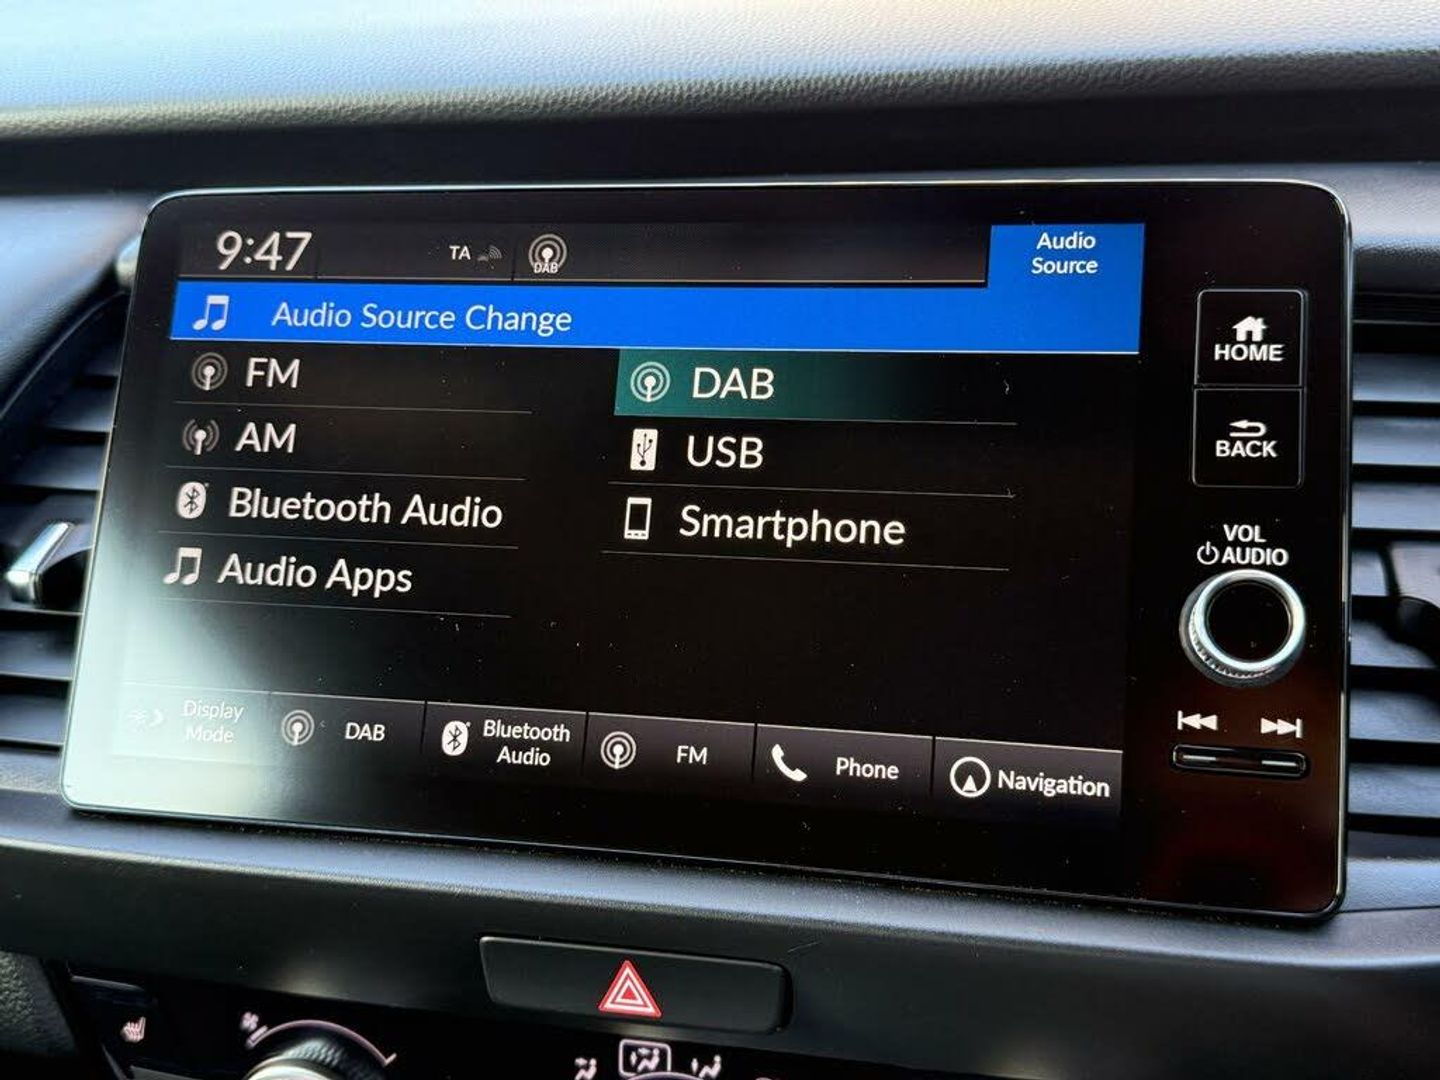 9:47
TA
DAB
Audio
Source
Audio Source Change
FM
DAB
AM
USB
Bluetooth Audio
Smartphone
Audio Apps
HOME
BACK
VOL
AUDIO
Display
Mode
DAB
Bluetooth
Audio
FM
Phone
Navigation